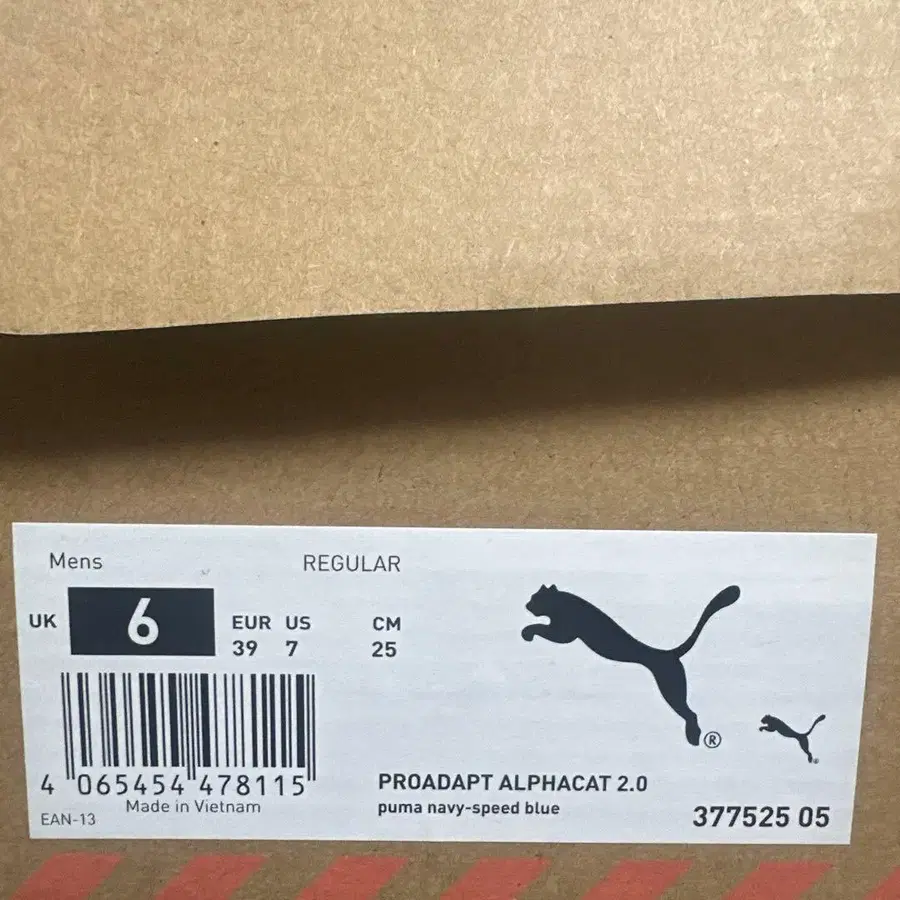 Mens REGULAR
UK 6 EUR US CM
39 7 25
4 065454 478115
Made in Vietnam
EAN-13
®
PROADAPT ALPHACAT 2.0
puma navy-speed blue
377525 05